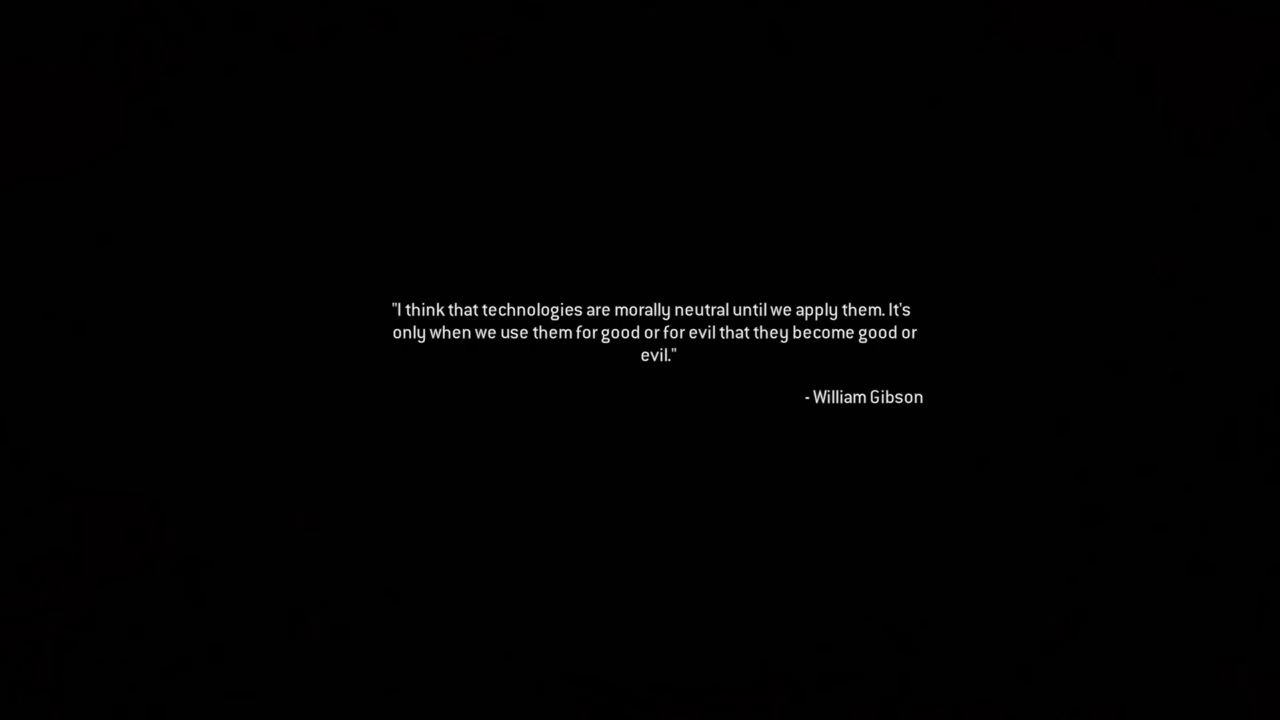 "I think that technologies are morally neutral until we apply them. It's
only when we use them for good or for evil that they become good or
evil."
- William Gibson